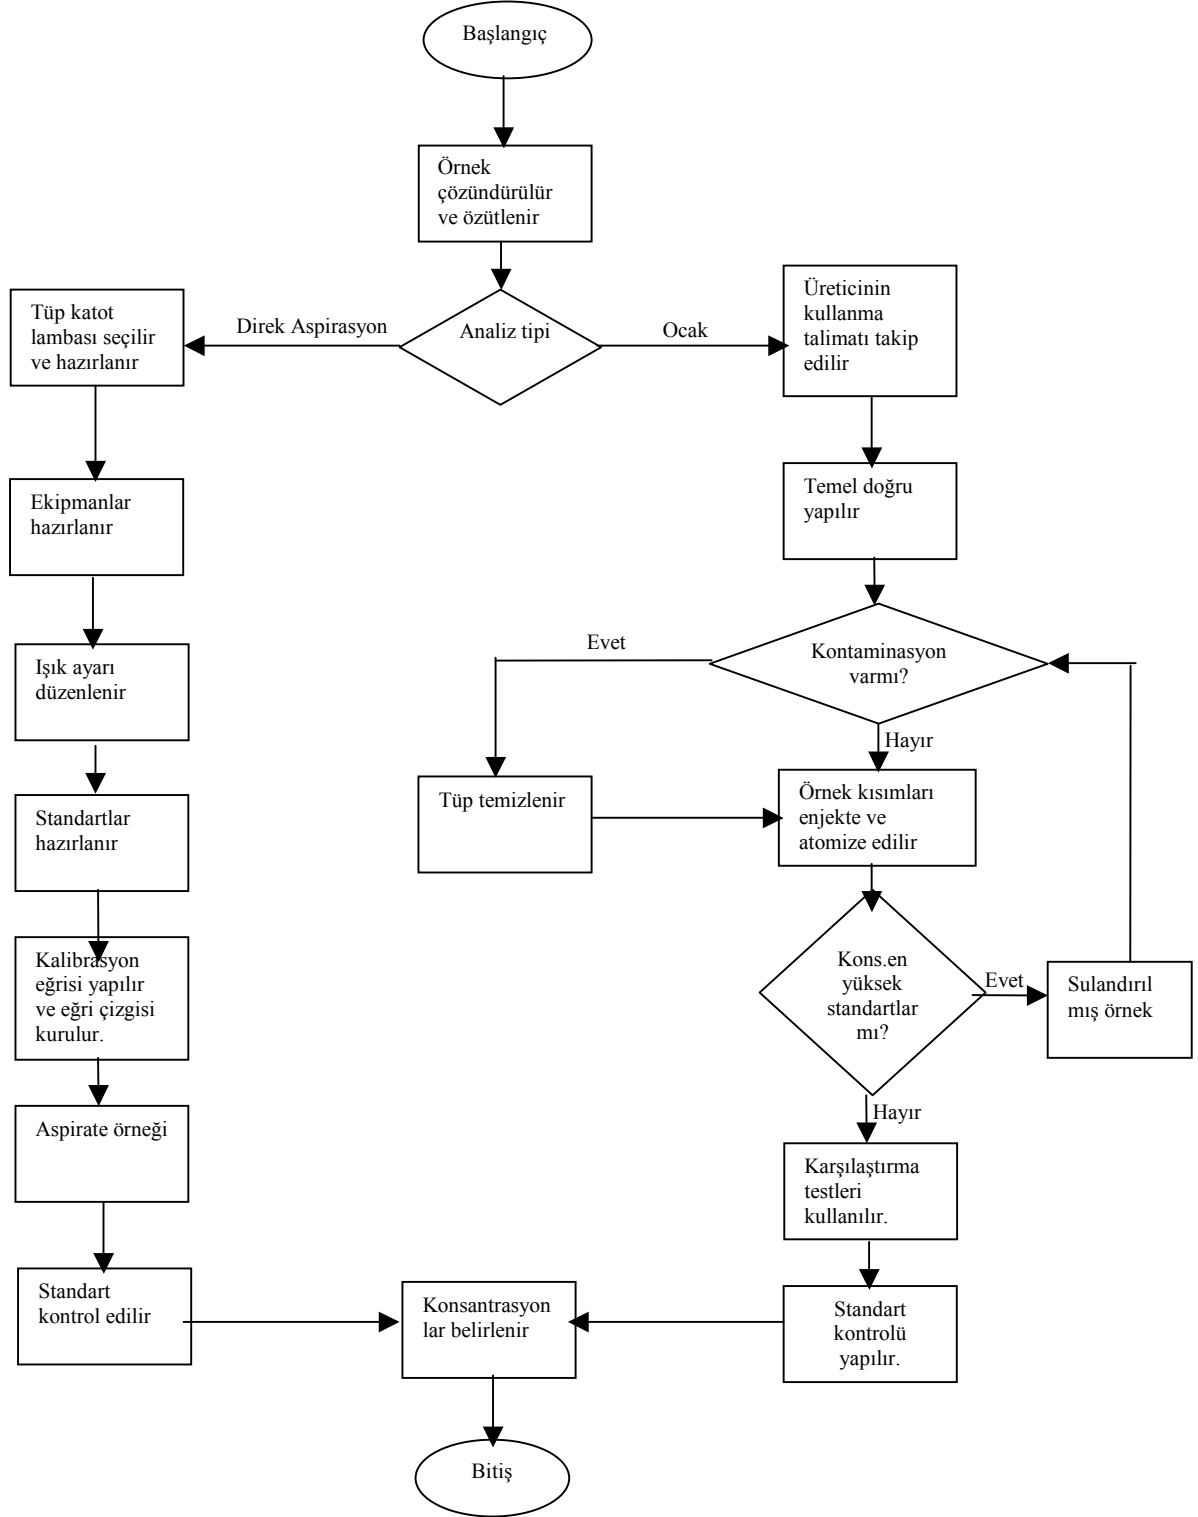 Başlangıç
Örnek
çözündürülür
ve özütlenir
Analiz tipi
Direk Aspirasyon
Ocak
Tüp katot
lambası seçilir
ve hazırlanır
Ekipmanlar
hazırlanır
Işık ayarı
düzenlenir
Standartlar
hazırlanır
Kalibrasyon
eğrisi yapılır
ve eğri çizgisi
kurulur.
Aspirate örneği
Standart
kontrol edilir
Üreticinin
kullanma
talimatı takip
edilir
Temel doğru
yapılır
Kontaminasyon
varmı?
Evet
Hayır
Tüp temizlenir
Örnek kısımları
enjekte ve
atomize edilir
Kons.en
yüksek
standartlar
mı?
Evet
Sulandırıl
mış örnek
Hayır
Karşılaştırma
testleri
kullanılır.
Standart
kontrolü
yapılır.
Konsantrasyon
lar belirlenir
Bitiş